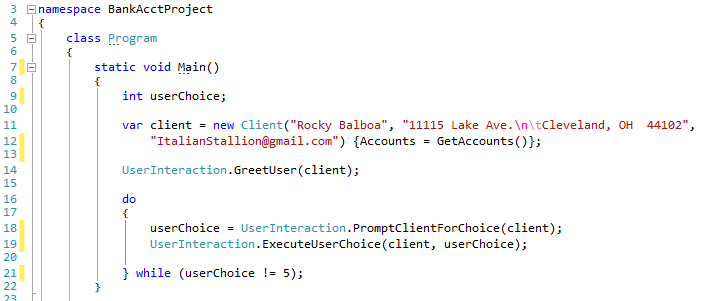 3 namespace BankAcctProject
4 {
5 class Program
6 {
7 static void Main()
8 {
9 int userChoice;
10
11 var client = new Client("Rocky Balboa", "11115 Lake Ave.\n\tCleveland, OH  44102",
12 "ItalianStallion@gmail.com") {Accounts = GetAccounts()};
13
14 UserInteraction.GreetUser(client);
15
16 do
17 {
18 userChoice = UserInteraction.PromptClientForChoice(client);
19 UserInteraction.ExecuteUserChoice(client, userChoice);
20
21 } while (userChoice != 5);
22 }
23